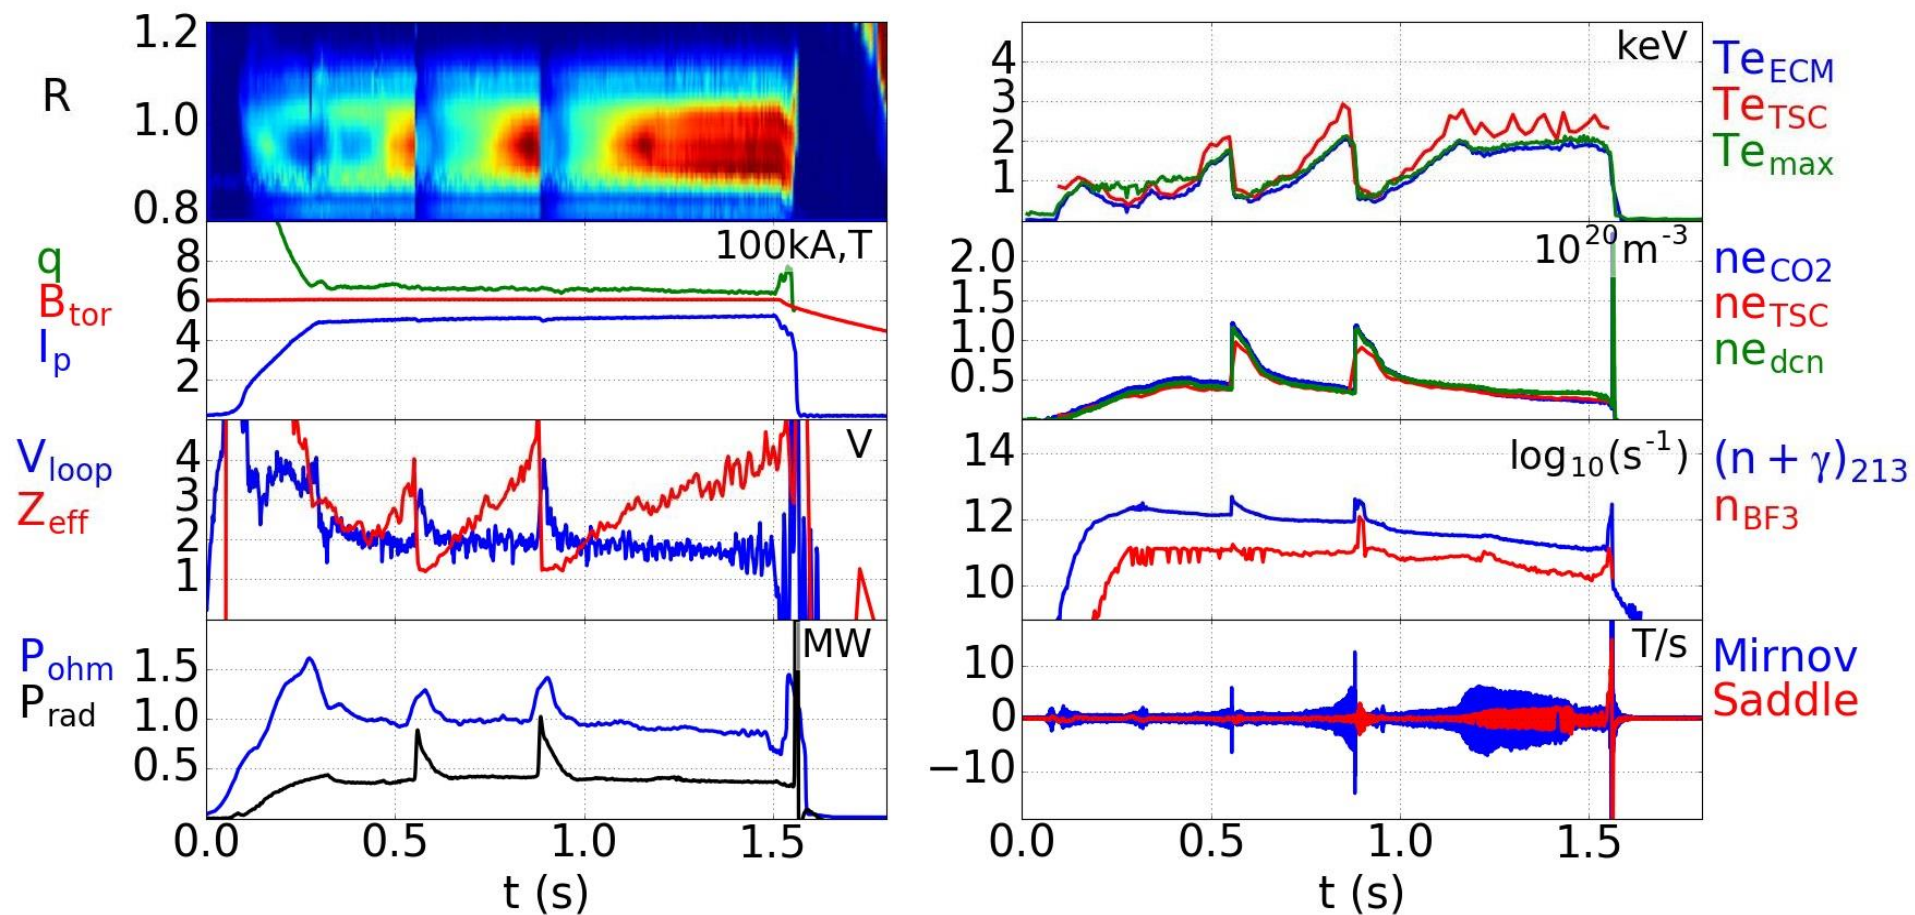 R
1.2
1.0
0.8
q
B_tor
I_p
8
6
4
2
100kA,T
V_loop
Z_eff
4
3
2
1
V
P_ohm
P_rad
1.5
1.0
0.5
MW
0.0 0.5 1.0 1.5
t (s)
4
3
2
1
keV
Te_ECM
Te_TSC
Te_max
2.0
1.5
1.0
0.5
10^20 m^-3
ne_CO2
ne_TSC
ne_dcn
14
12
10
log_10(s^-1)
(n + γ)_213
n_BF3
10
0
−10
T/s
Mirnov
Saddle
0.0 0.5 1.0 1.5
t (s)